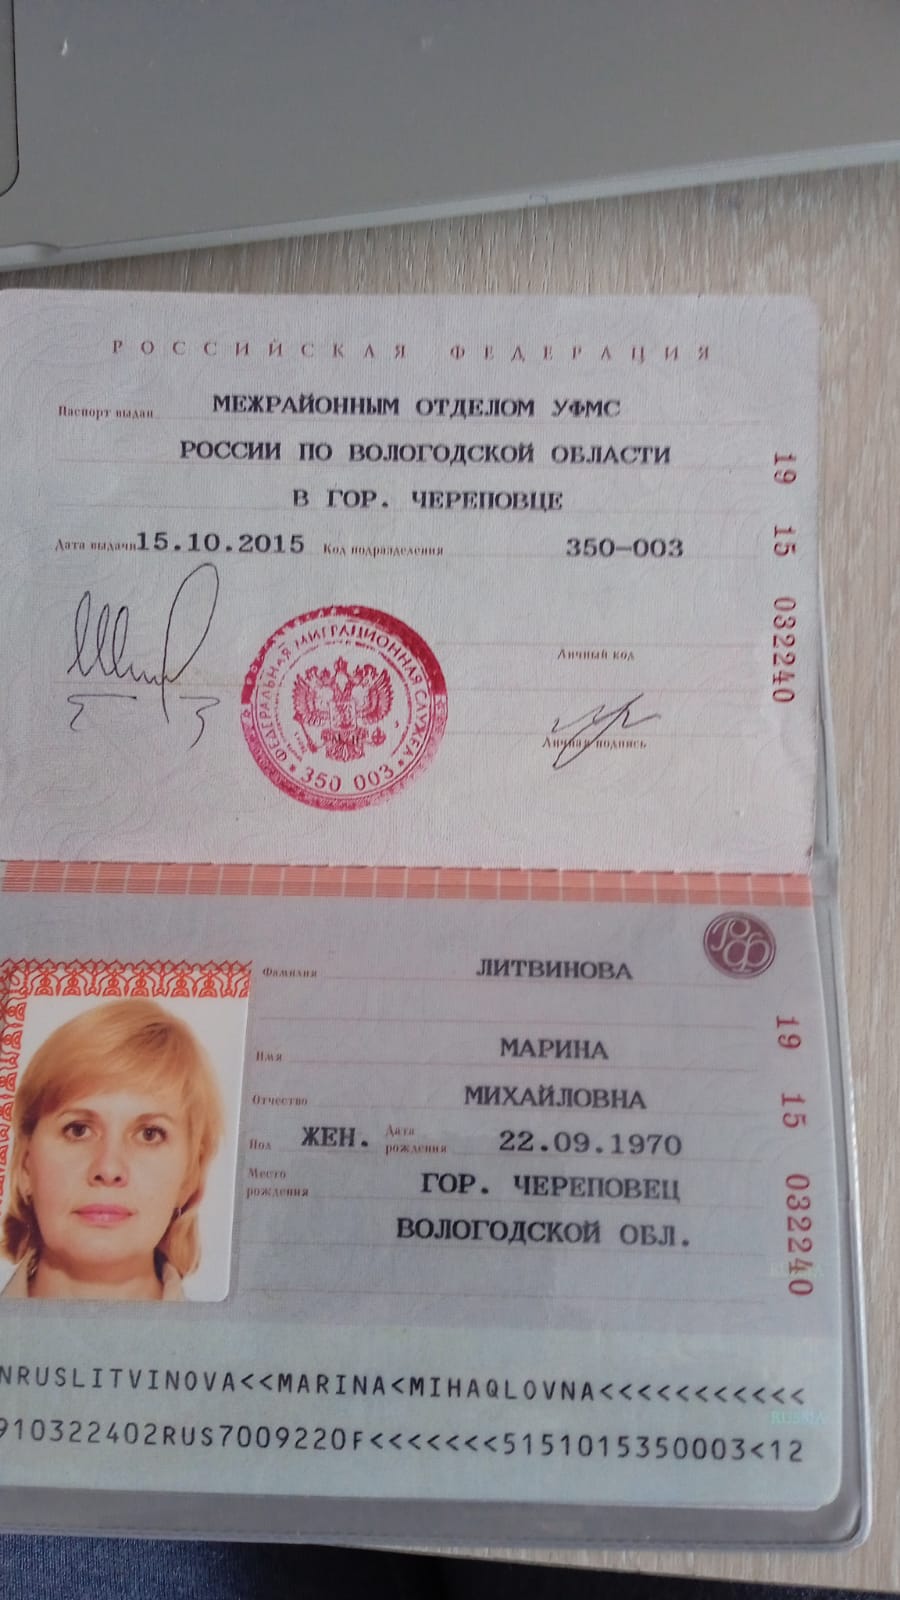 РОССИЙСКАЯ ФЕДЕРАЦИЯ
Паспорт выдан МЕЖРАЙОННЫМ ОТДЕЛОМ УФМС
РОССИИ ПО ВОЛОГОДСКОЙ ОБЛАСТИ
В ГОР. ЧЕРЕПОВЦЕ
Дата выдачи 15.10.2015 Код подразделения 350-003
19 15 032240
ФЕДЕРАЛЬНАЯ МИГРАЦИОННАЯ СЛУЖБА
350 003
Личный код
Личная подпись
РФ
Фамилия ЛИТВИНОВА
Имя МАРИНА
Отчество МИХАЙЛОВНА
Пол ЖЕН. Дата рождения 22.09.1970
Место рождения ГОР. ЧЕРЕПОВЕ�ц
ВОЛОГОДСКОЙ ОБЛ.
19 15 032240
NRUSLITVINOVA<<MARINA<MIHAQLOVNA<<<<<<<<<<<
910322402RUS7009220F<<<<<<<5151015350003<12
RUSSIA